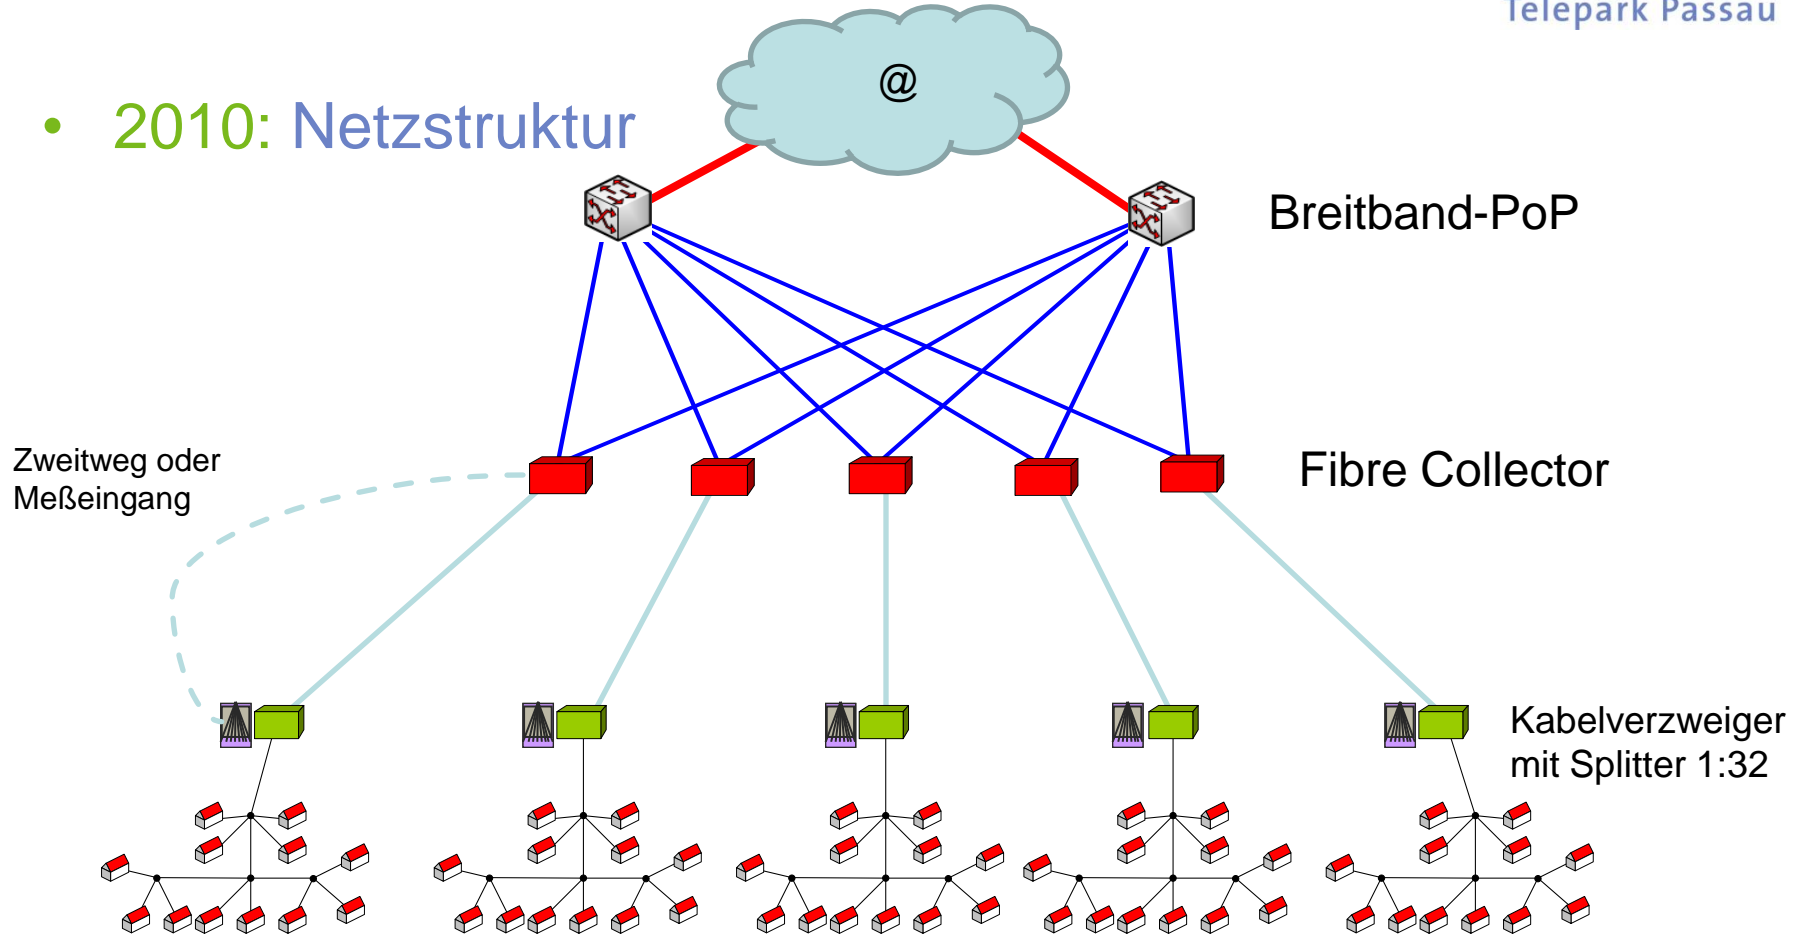 Telepark Passau
@
• 2010: Netzstruktur
Breitband-PoP
Zweitweg oder
Meßeingang
Fibre Collector
Kabelverzweiger
mit Splitter 1:32